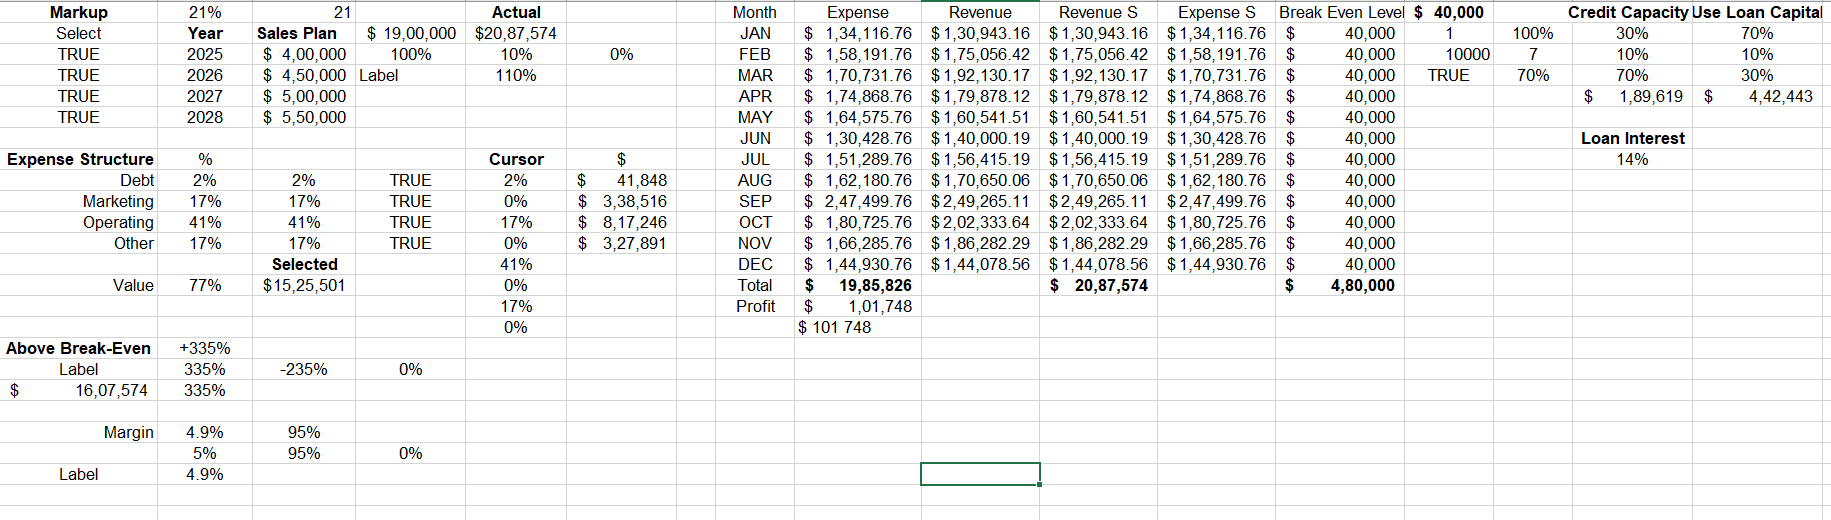 Markup 21% 21 Actual Month Expense Revenue Revenue S Expense S Break Even Level $ 40,000 Credit Capacity Use Loan Capital
Select Year Sales Plan $ 19,00,000 $20,87,574 JAN $ 1,34,116.76 $ 1,30,943.16 $ 1,30,943.16 $ 1,34,116.76 $ 40,000 1 100% 30% 70%
TRUE 2025 $ 4,00,000 100% 10% 0% FEB $ 1,58,191.76 $ 1,75,056.42 $ 1,75,056.42 $ 1,58,191.76 $ 40,000 10000 7 10% 10%
TRUE 2026 $ 4,50,000 Label 110% MAR $ 1,70,731.76 $ 1,92,130.17 $ 1,92,130.17 $ 1,70,731.76 $ 40,000 TRUE 70% 70% 30%
TRUE 2027 $ 5,00,000 APR $ 1,74,868.76 $ 1,79,878.12 $ 1,79,878.12 $ 1,74,868.76 $ 40,000 $ 1,89,619 $ 4,42,443
TRUE 2028 $ 5,50,000 MAY $ 1,64,575.76 $ 1,60,541.51 $ 1,60,541.51 $ 1,64,575.76 $ 40,000
JUN $ 1,30,428.76 $ 1,40,000.19 $ 1,40,000.19 $ 1,30,428.76 $ 40,000 Loan Interest
Expense Structure % Cursor $ JUL $ 1,51,289.76 $ 1,56,415.19 $ 1,56,415.19 $ 1,51,289.76 $ 40,000 14%
Debt 2% 2% TRUE 2% $ 41,848 AUG $ 1,62,180.76 $ 1,70,650.06 $ 1,70,650.06 $ 1,62,180.76 $ 40,000
Marketing 17% 17% TRUE 0% $ 3,38,516 SEP $ 2,47,499.76 $ 2,49,265.11 $ 2,49,265.11 $ 2,47,499.76 $ 40,000
Operating 41% 41% TRUE 17% $ 8,17,246 OCT $ 1,80,725.76 $ 2,02,333.64 $ 2,02,333.64 $ 1,80,725.76 $ 40,000
Other 17% 17% TRUE 0% $ 3,27,891 NOV $ 1,66,285.76 $ 1,86,282.29 $ 1,86,282.29 $ 1,66,285.76 $ 40,000
Selected 41% DEC $ 1,44,930.76 $ 1,44,078.56 $ 1,44,078.56 $ 1,44,930.76 $ 40,000
Value 77% $15,25,501 0% Total $ 19,85,826 $ 20,87,574 $ 4,80,000
17% Profit $ 1,01,748
0% $ 101 748
Above Break-Even +335%
Label 335% -235% 0%
$ 16,07,574 335%
Margin 4.9% 95%
5% 95% 0%
Label 4.9%